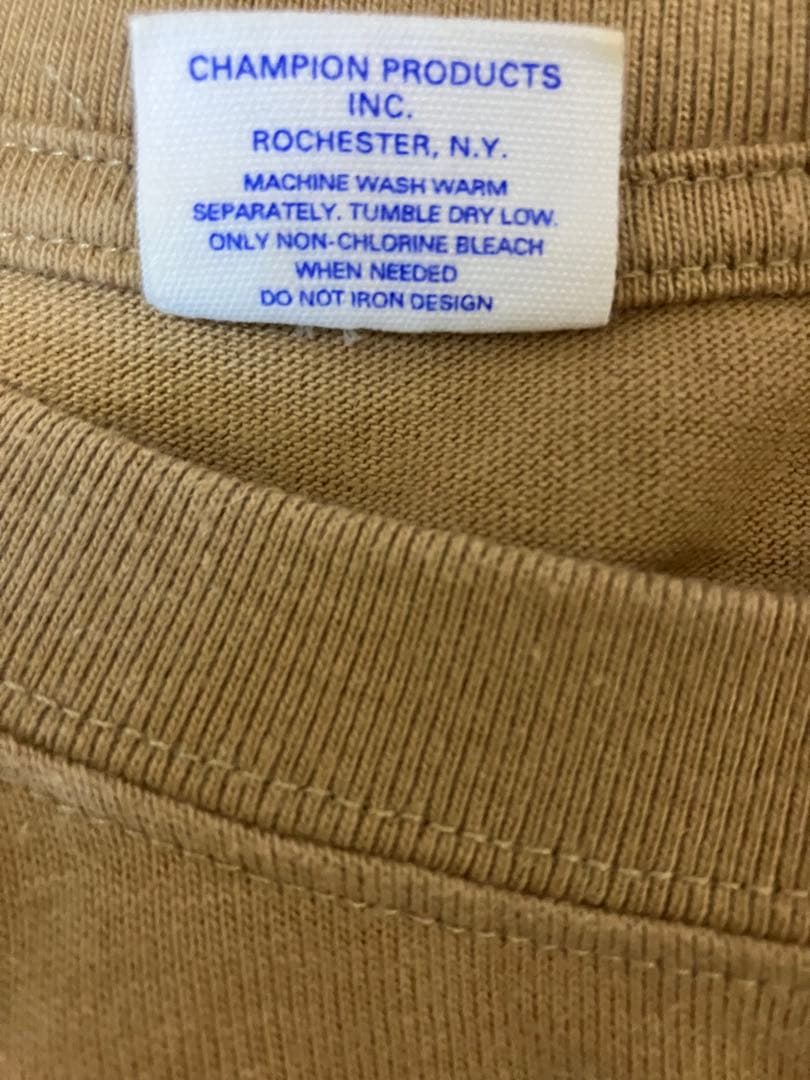 CHAMPION PRODUCTS
INC.
ROCHESTER, N.Y.
MACHINE WASH WARM
SEPARATELY. TUMBLE DRY LOW.
ONLY NON-CHLORINE BLEACH
WHEN NEEDED
DO NOT IRON DESIGN